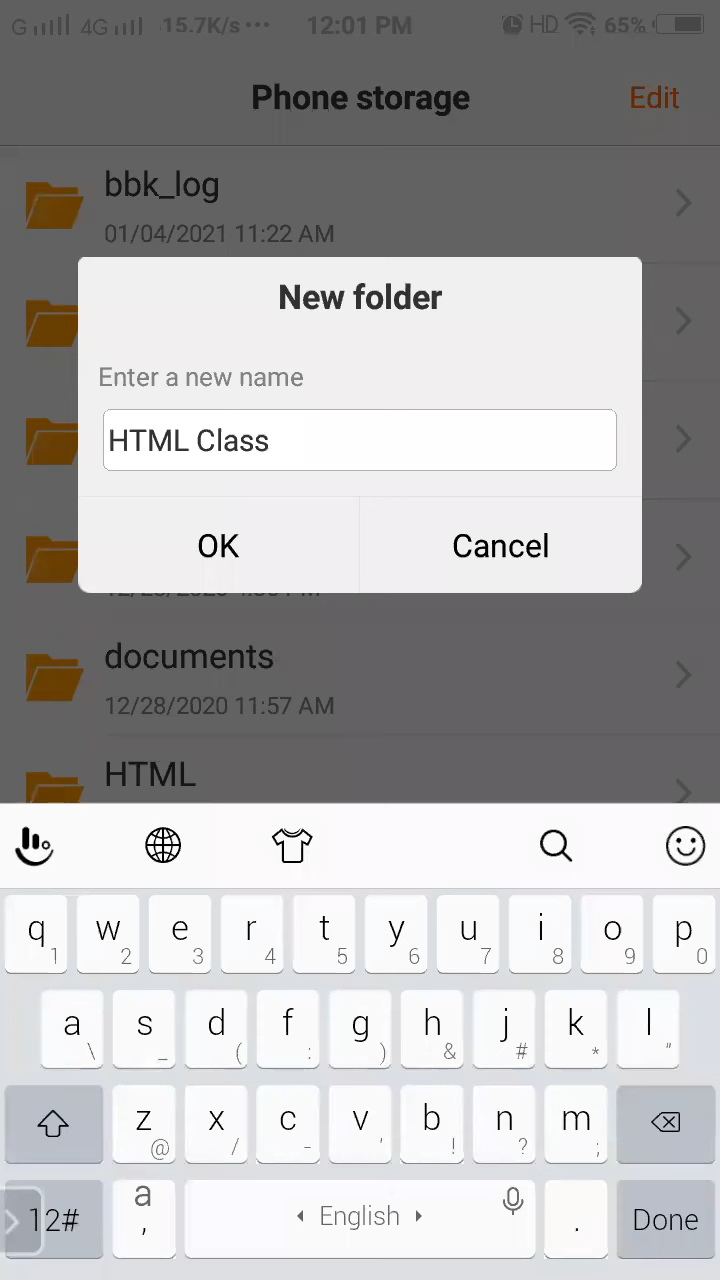 G 4G 15.7K/s ··· 12:01 PM HD 65%
Phone storage Edit
bbk_log
01/04/2021 11:22 AM
New folder
Enter a new name
HTML Class
OK Cancel
documents
12/28/2020 11:57 AM
HTML
q w e r t y u i o p
1 2 3 4 5 6 7 8 9 0
a s d f g h j k l
\ _ ( : ) & # * "
z x c v b n m
@ / - ' ! ? ;
12# a , English . Done